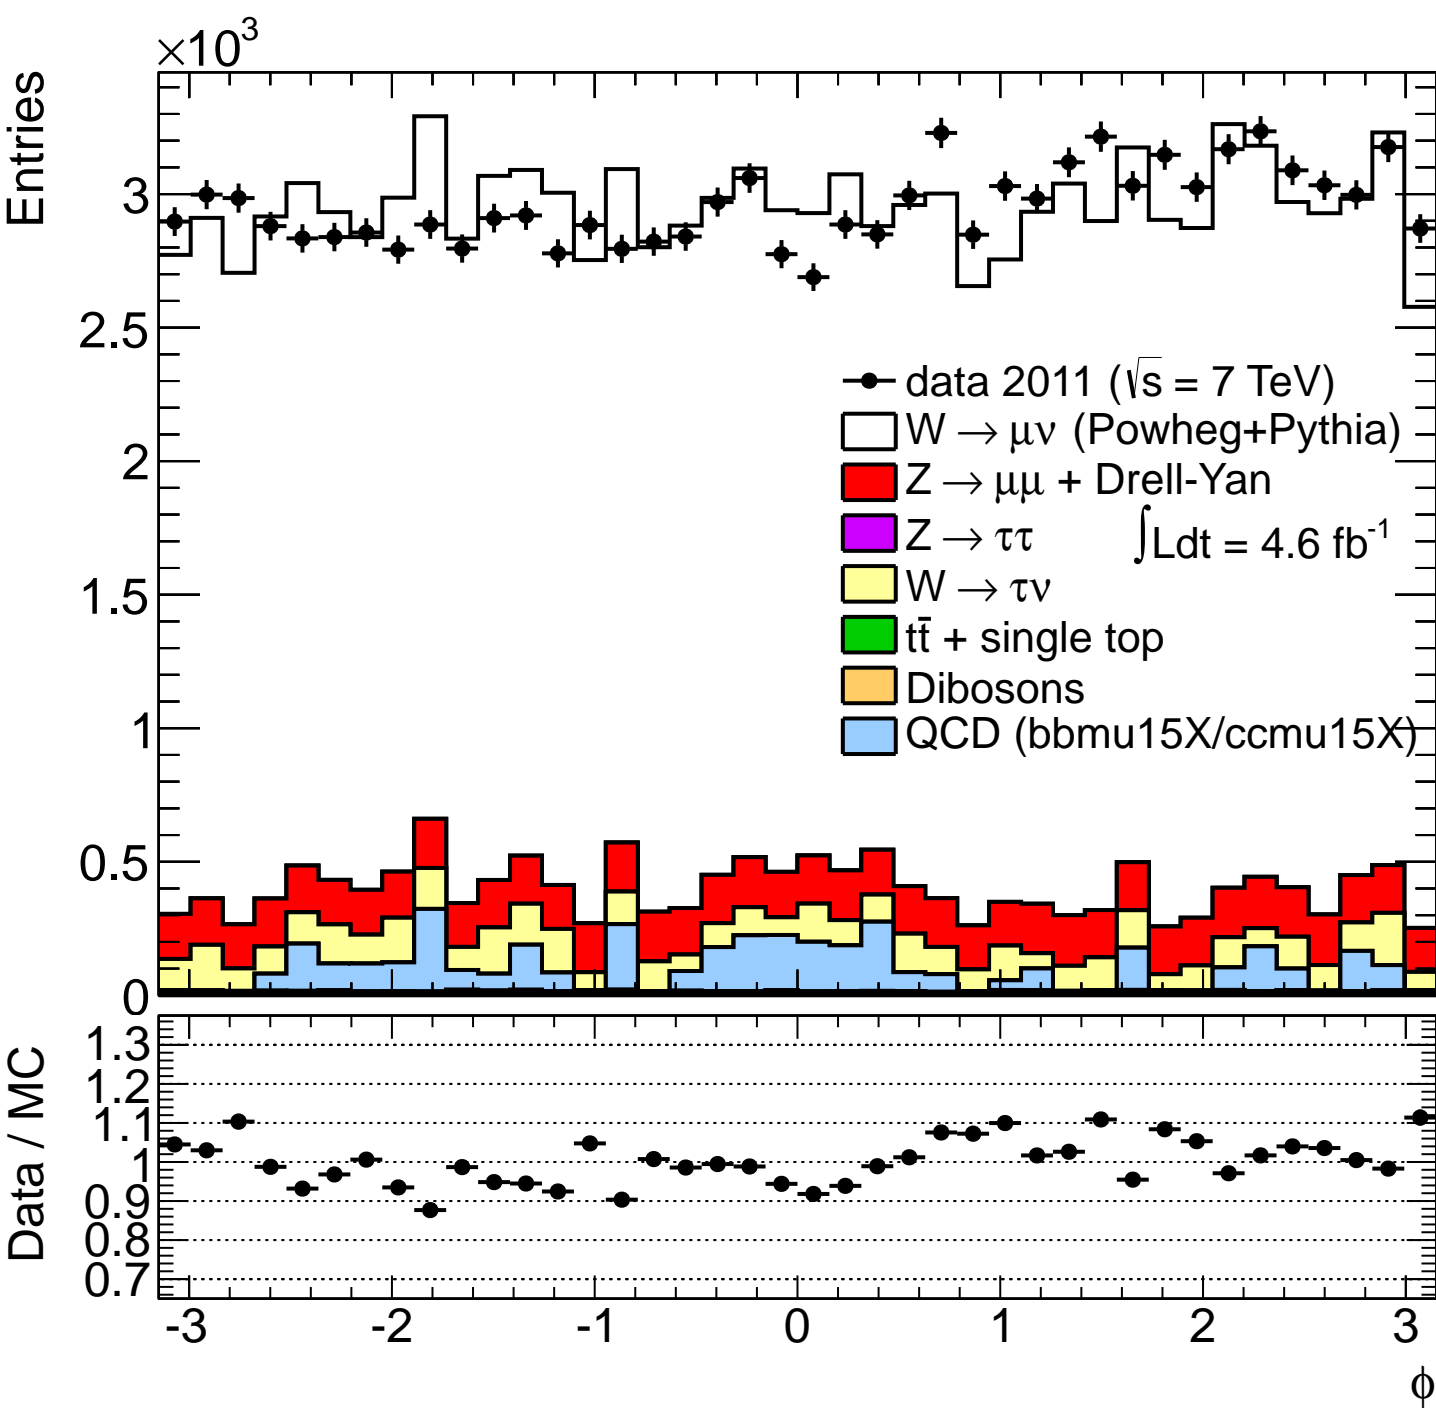 ×10³
Entries
3
2.5
2
1.5
1
0.5
0
data 2011 (√s = 7 TeV)
W → μν (Powheg+Pythia)
Z → μμ + Drell-Yan
Z → ττ
∫Ldt = 4.6 fb⁻¹
W → τν
tt̄ + single top
Dibosons
QCD (bbmu15X/ccmu15X)
Data / MC
1.3
1.2
1.1
1
0.9
0.8
0.7
-3 -2 -1 0 1 2 3
ϕ